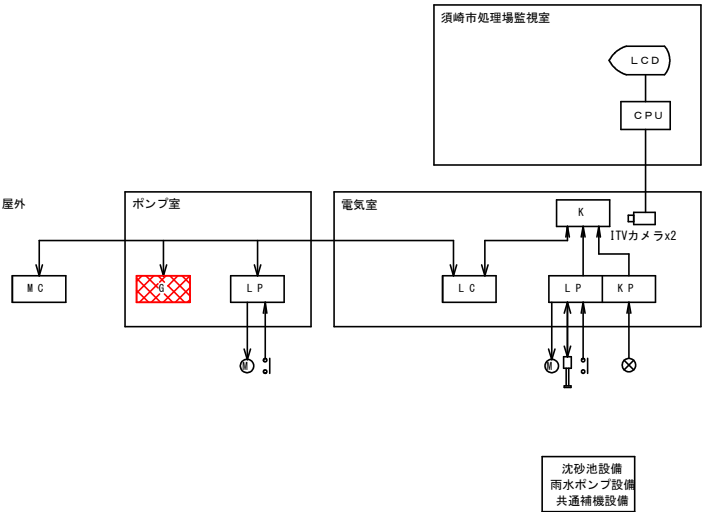 須崎市処理場監視室
LCD
CPU
屋外
ポンプ室
電気室
K
ITVカメラx2
MC
G
LP
LC
LP
KP
M
M
沈砂池設備
雨水ポンプ設備
共通補機設備